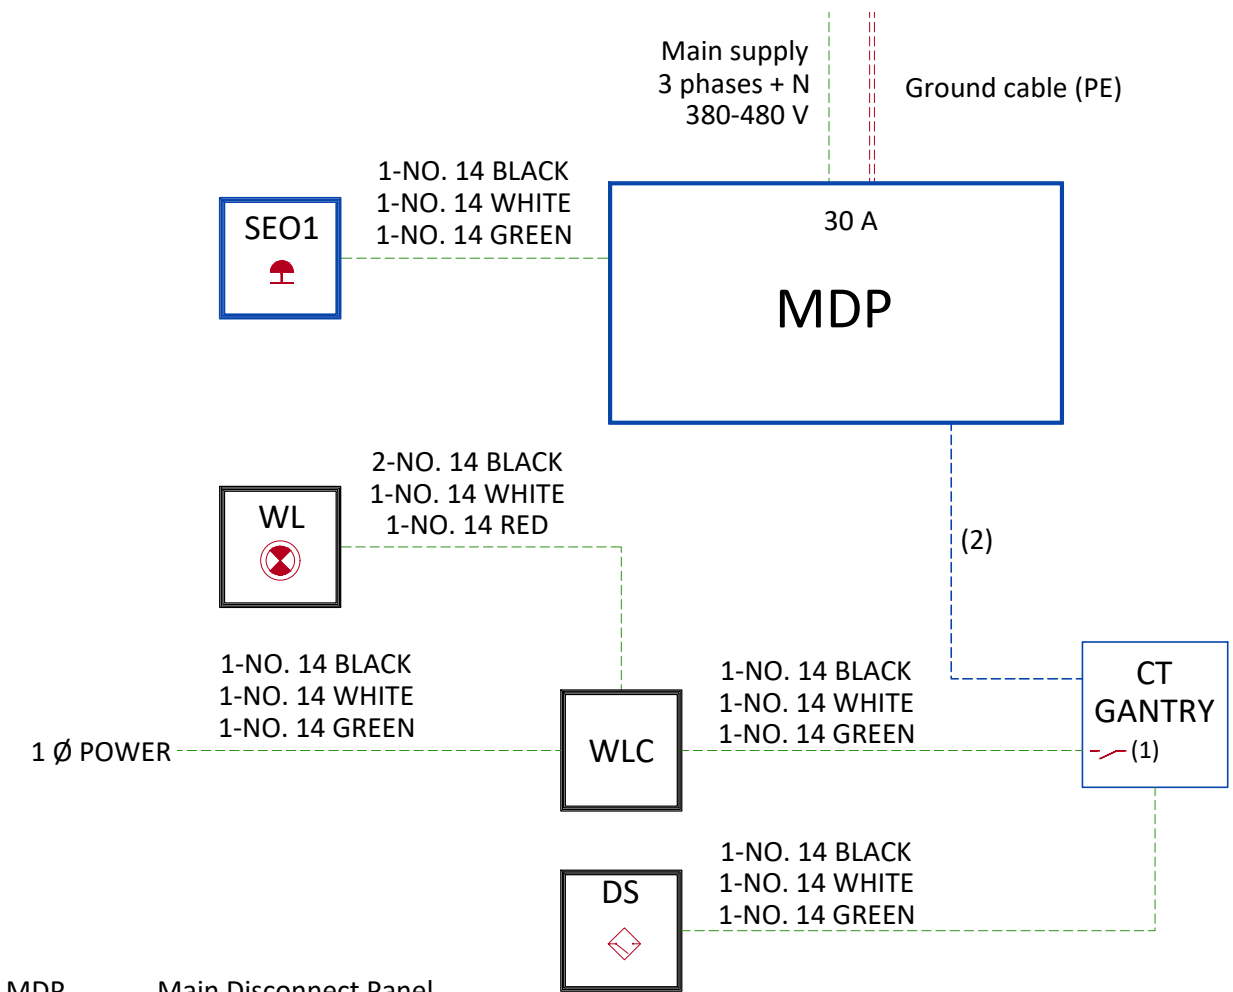 Main supply
3 phases + N
380-480 V
Ground cable (PE)
1-NO. 14 BLACK
1-NO. 14 WHITE
1-NO. 14 GREEN
SEO1
30 A
MDP
2-NO. 14 BLACK
1-NO. 14 WHITE
1-NO. 14 RED
WL
(2)
1-NO. 14 BLACK
1-NO. 14 WHITE
1-NO. 14 GREEN
1 Ø POWER
WLC
1-NO. 14 BLACK
1-NO. 14 WHITE
1-NO. 14 GREEN
CT
GANTRY
(1)
1-NO. 14 BLACK
1-NO. 14 WHITE
1-NO. 14 GREEN
DS
MDP Main Disconnect Panel